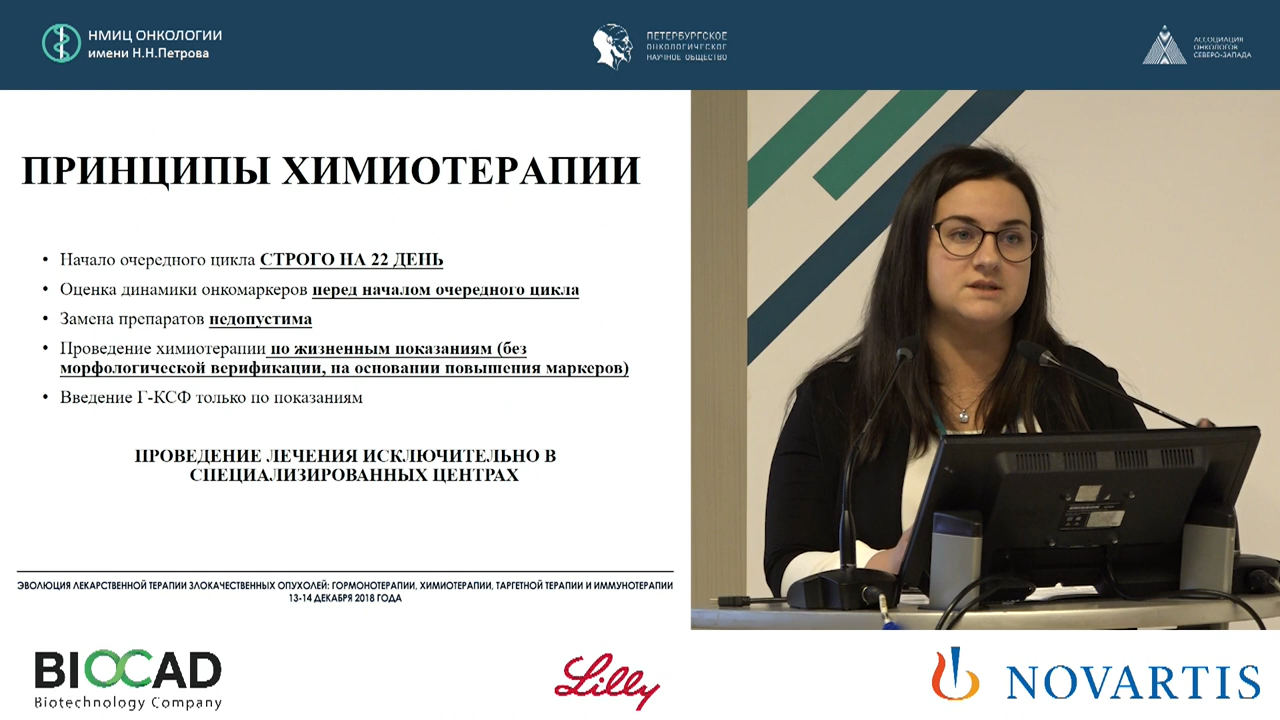 НМИЦ ОНКОЛОГИИ
имени Н.Н.Петрова
ПЕТЕРБУРГСКОЕ
ОНКОЛОГИЧЕСКОЕ
НАУЧНОЕ ОБЩЕСТВО
АССОЦИАЦИЯ
ОНКОЛОГОВ
СЕВЕРО-ЗАПАДА
ПРИНЦИПЫ ХИМИОТЕРАПИИ
• Начало очередного цикла СТРОГО НА 22 ДЕНЬ
• Оценка динамики онкомаркеров перед началом очередного цикла
• Замена препаратов недопустима
• Проведение химиотерапии по жизненным показаниям (без
морфологической верификации, на основании повышения маркеров)
• Введение Г-КСФ только по показаниям
ПРОВЕДЕНИЕ ЛЕЧЕНИЯ ИСКЛЮЧИТЕЛЬНО В
СПЕЦИАЛИЗИРОВАННЫХ ЦЕНТРАХ
ЭВОЛЮЦИЯ ЛЕКАРСТВЕННОЙ ТЕРАПИИ ЗЛОКАЧЕСТВЕННЫХ ОПУХОЛЕЙ: ГОРМОНОТЕРАПИИ, ХИМИОТЕРАПИИ, ТАРГЕТНОЙ ТЕРАПИИ И ИММУНОТЕРАПИИ
13-14 ДЕКАБРЯ 2018 ГОДА
BIOCAD
Biotechnology Company
Lilly
NOVARTIS